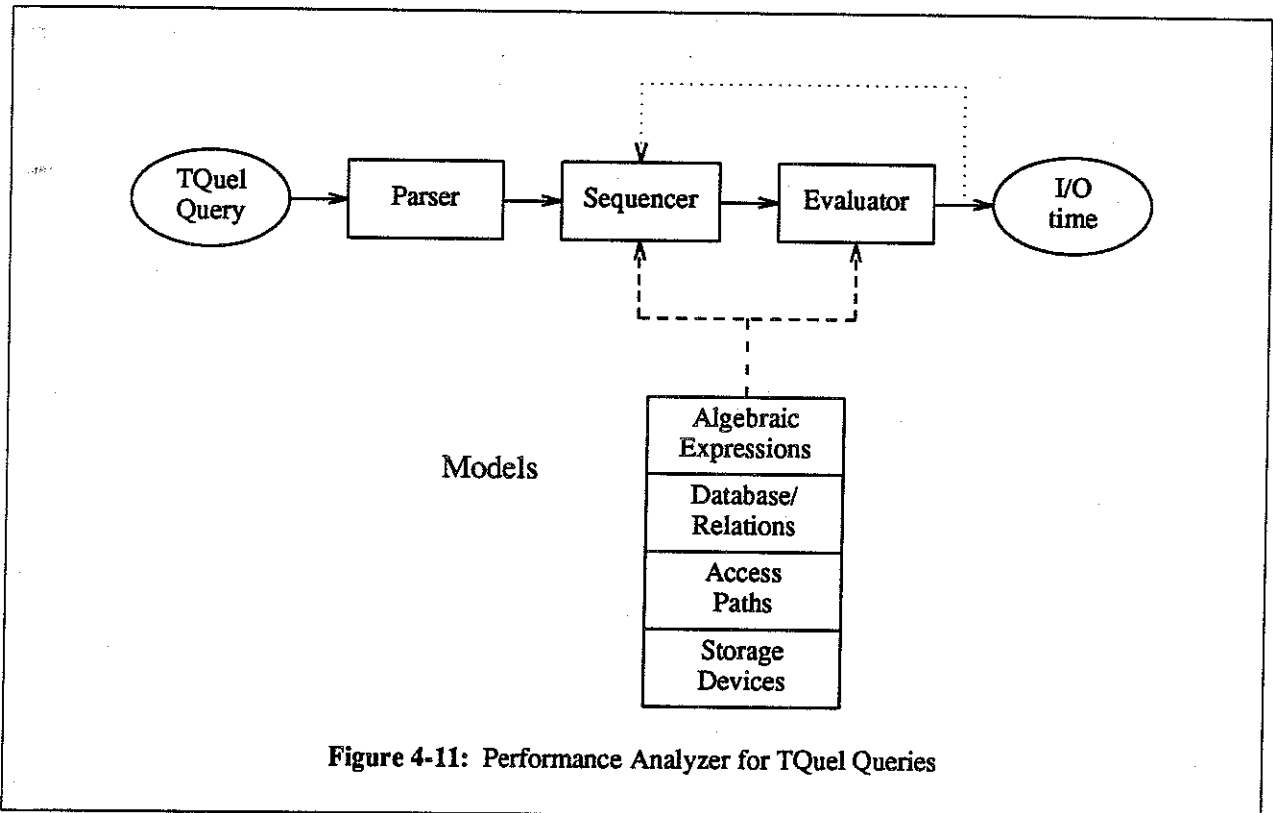 TQuel
Query
Parser
Sequencer
Evaluator
I/O
time
Models
Algebraic
Expressions
Database/
Relations
Access
Paths
Storage
Devices
Figure 4-11: Performance Analyzer for TQuel Queries